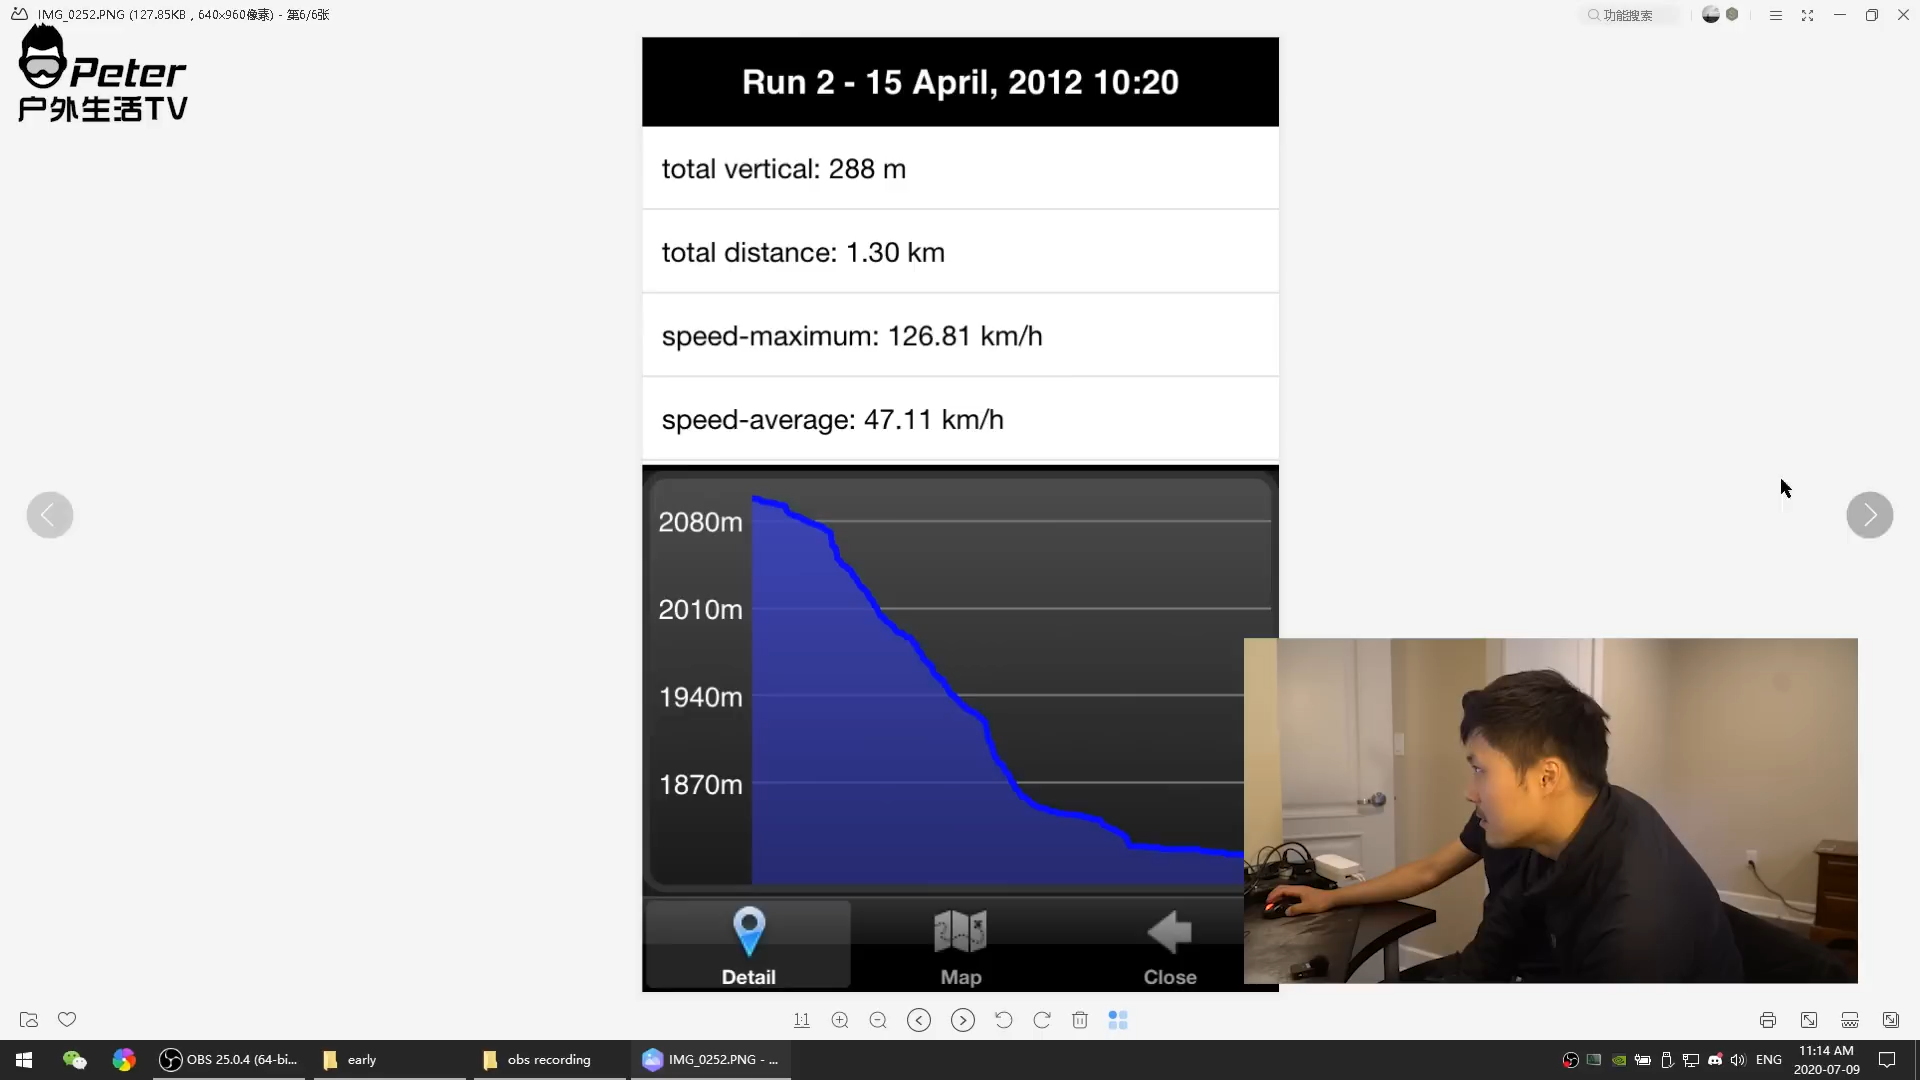 IMG_0252.PNG (127.85KB , 640×960像素) - 第6/6张
功能搜索
Peter
户外生活TV
Run 2 - 15 April, 2012 10:20
total vertical: 288 m
total distance: 1.30 km
speed-maximum: 126.81 km/h
speed-average: 47.11 km/h
2080m
2010m
1940m
1870m
Detail
Map
Close
1:1
OBS 25.0.4 (64-bi...
early
obs recording
IMG_0252.PNG - ...
ENG
11:14 AM
2020-07-09